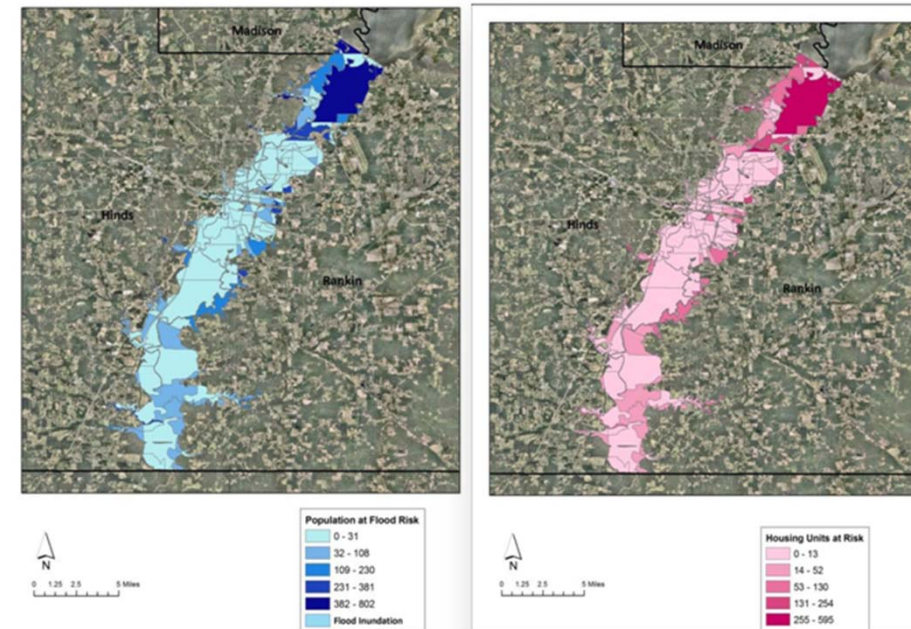 Madison
Hinds
Rankin
N
0 1.25 2.5 5 Miles
Population at Flood Risk
0 - 31
32 - 108
109 - 230
231 - 381
382 - 802
Flood Inundation
Madison
Hinds
Rankin
N
0 1.25 2.5 5 Miles
Housing Units at Risk
0 - 13
14 - 52
53 - 130
131 - 254
255 - 595